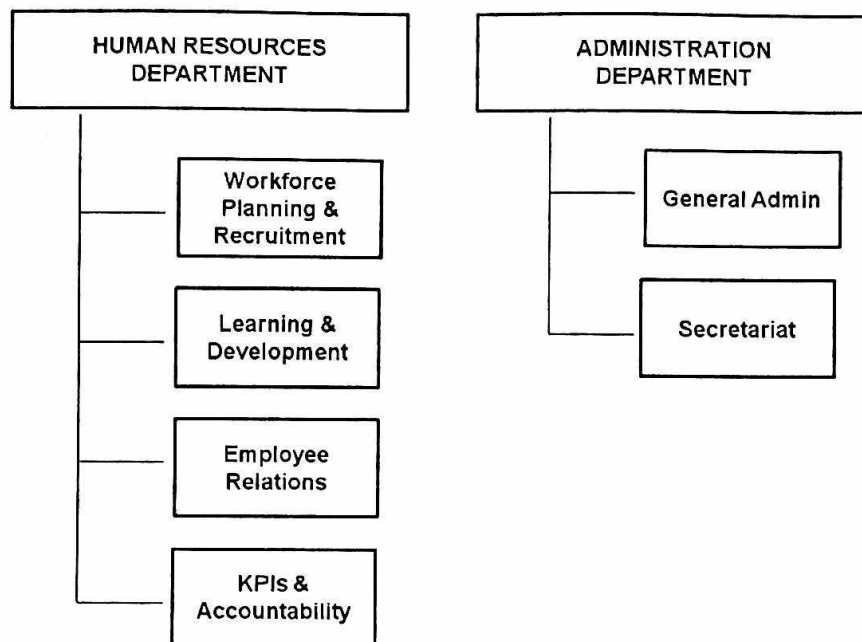 HUMAN RESOURCES
DEPARTMENT
Workforce
Planning &
Recruitment
Learning &
Development
Employee
Relations
KPIs &
Accountability
ADMINISTRATION
DEPARTMENT
General Admin
Secretariat